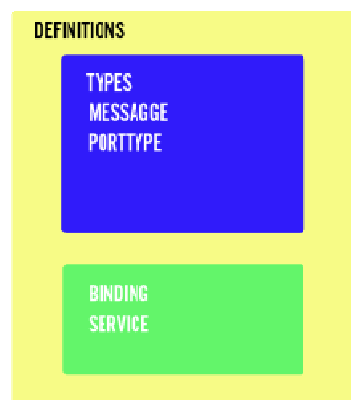 DEFINITIONS
TYPES
MESSAGGE
PORTTYPE
BINDING
SERVICE